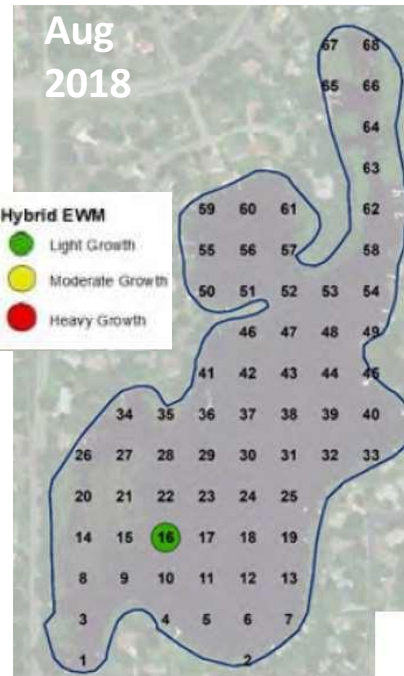 Aug
2018
67 68
65 66
64
63
Hybrid EWM
Light Growth
Moderate Growth
Heavy Growth
59 60 61 62
55 56 57 58
50 51 52 53 54
46 47 48 49
41 42 43 44 45
34 35 36 37 38 39 40
26 27 28 29 30 31 32 33
20 21 22 23 24 25
14 15 16 17 18 19
8 9 10 11 12 13
3 4 5 6 7
1 2